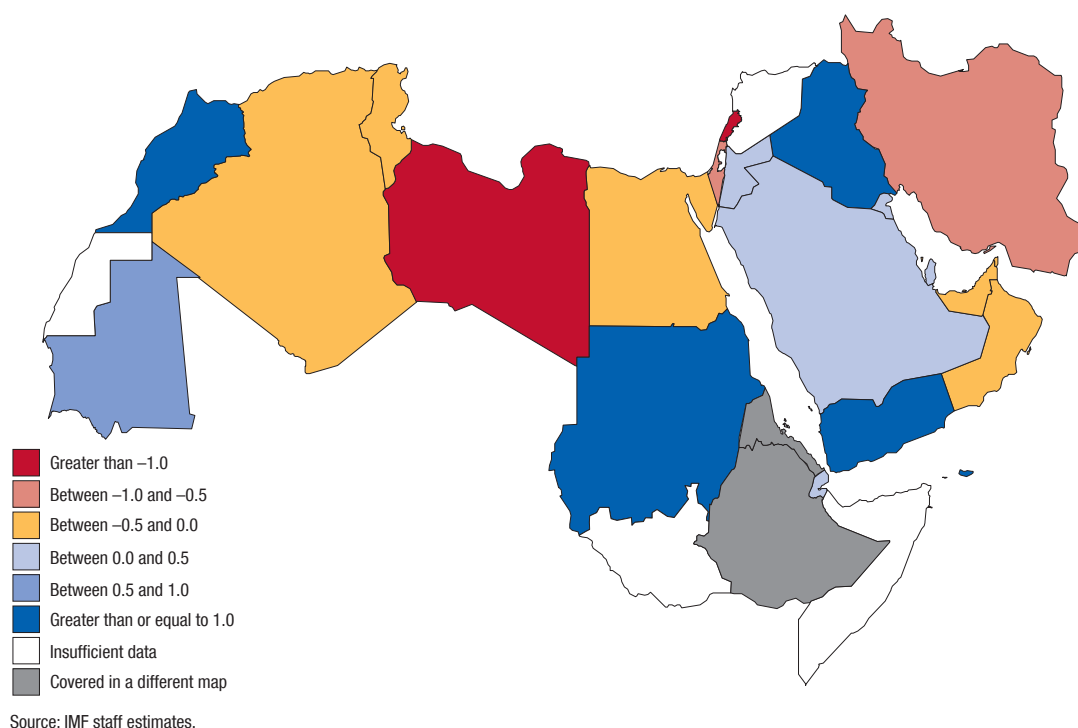 Greater than –1.0
Between –1.0 and –0.5
Between –0.5 and 0.0
Between 0.0 and 0.5
Between 0.5 and 1.0
Greater than or equal to 1.0
Insufficient data
Covered in a different map
Source: IMF staff estimates.